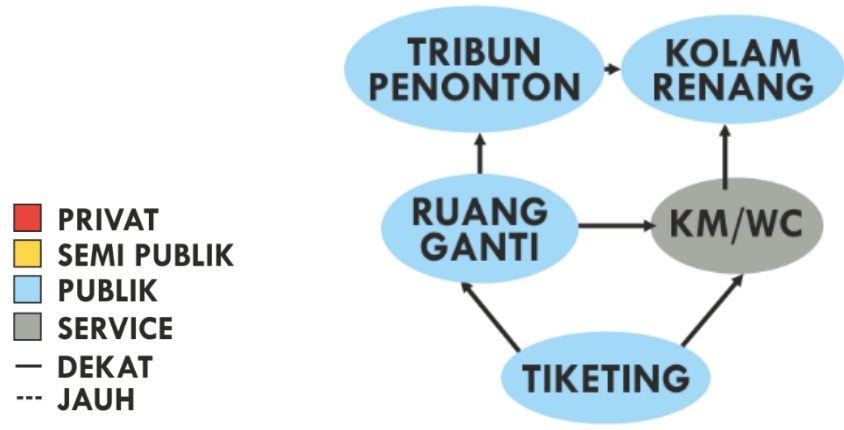 TRIBUN
PENONTON
KOLAM
RENANG
RUANG
GANTI
KM/WC
TIKETING
PRIVAT
SEMI PUBLIK
PUBLIK
SERVICE
DEKAT
JAUH